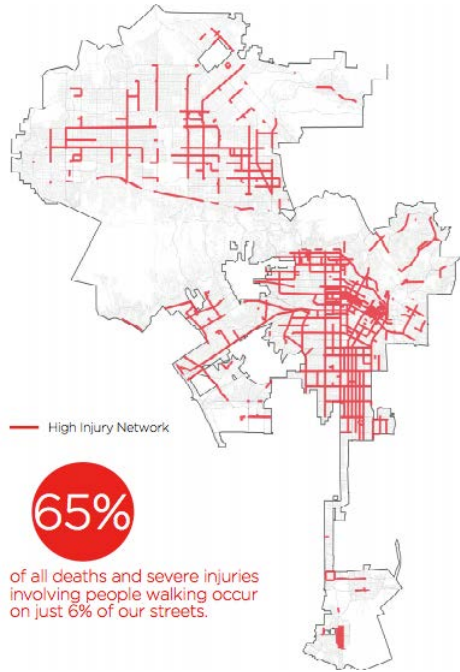 High Injury Network
65%
of all deaths and severe injuries
involving people walking occur
on just 6% of our streets.